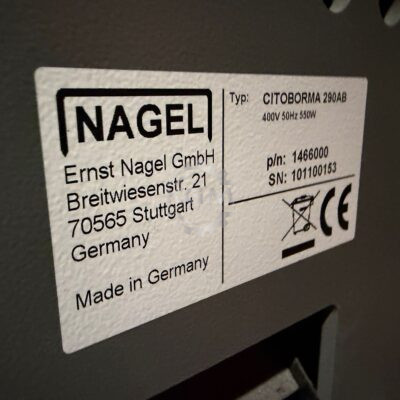 NAGEL
Ernst Nagel GmbH
Breitwiesenstr. 21
70565 Stuttgart
Germany
Made in Germany
Typ: CITOBORMA 290AB
400V 50Hz 550W
p/n: 1466000
SN: 101100153
CE